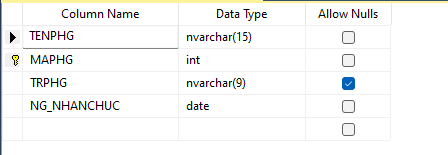 Column Name Data Type Allow Nulls
TENPHG nvarchar(15)
MAPHG int
TRPHG nvarchar(9)
NG_NHANCHUC date